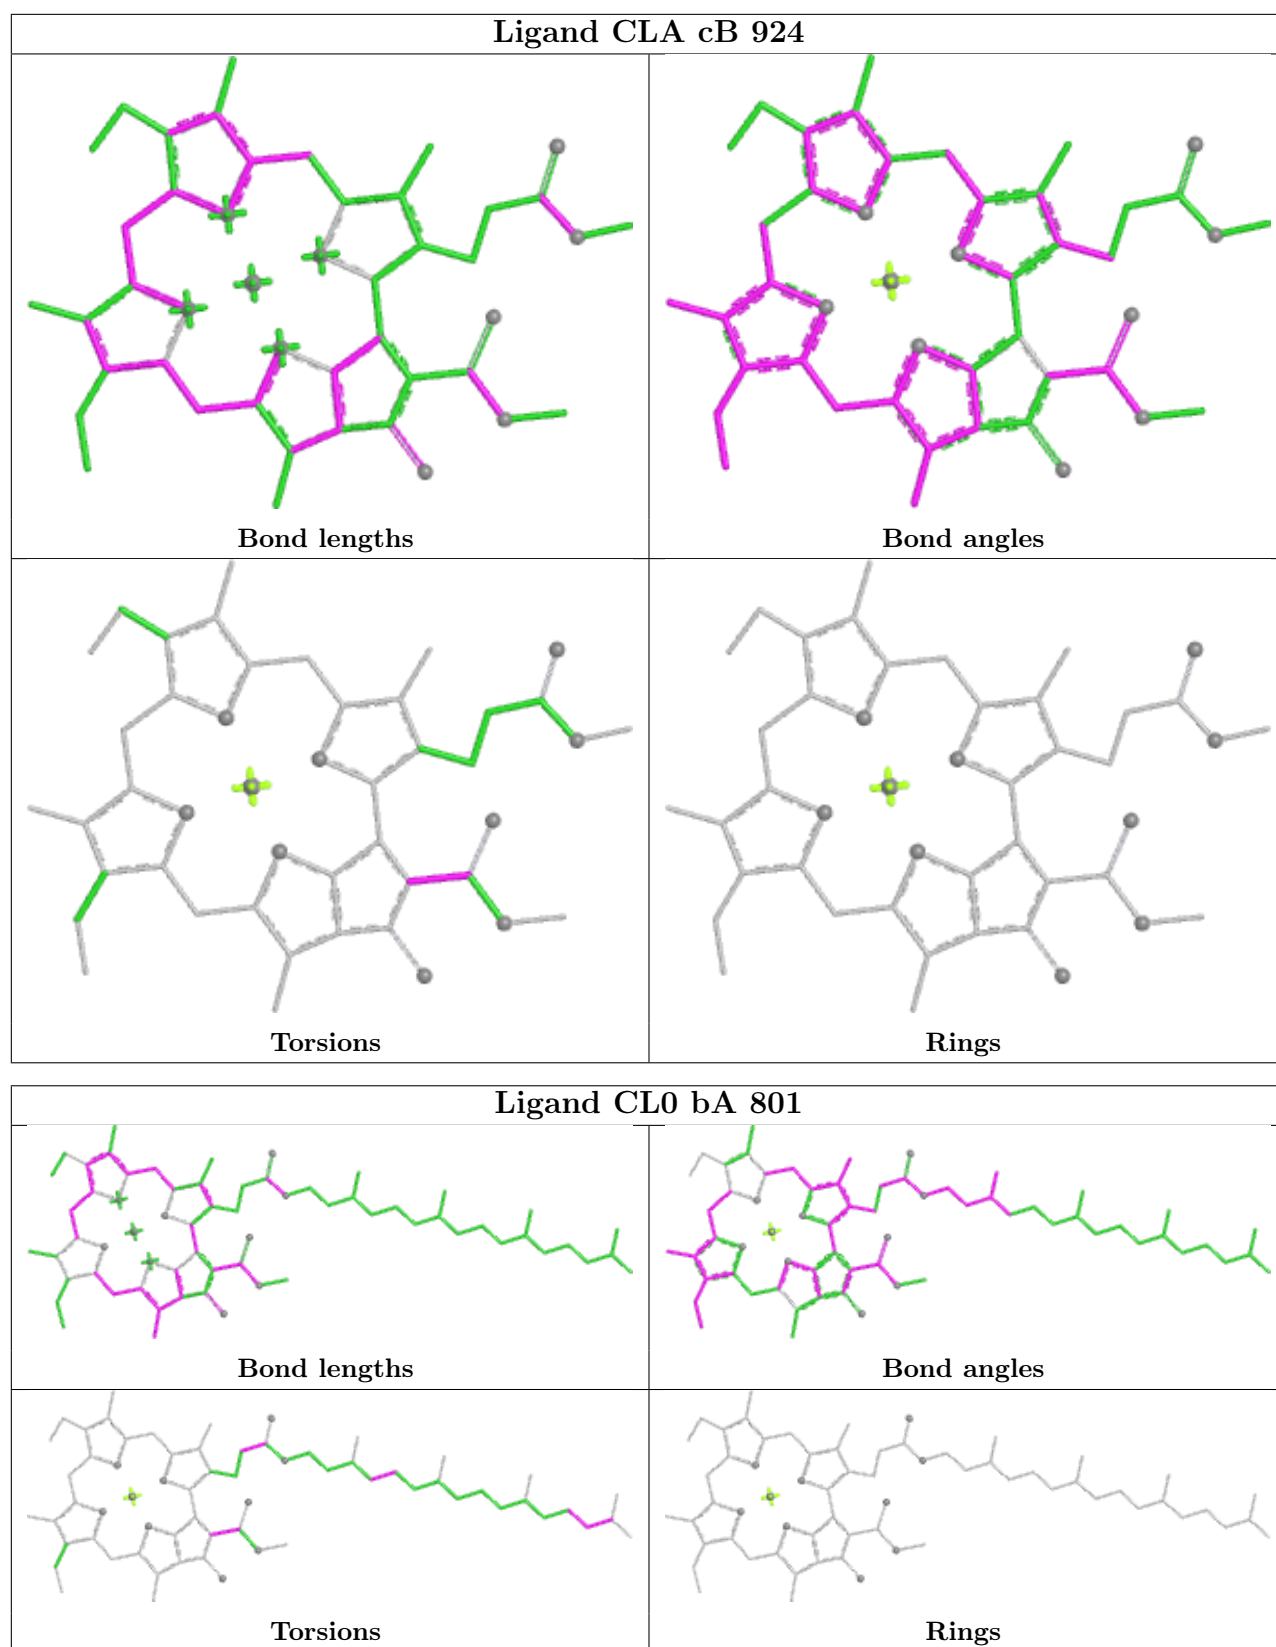 Ligand CLA cB 924
Bond lengths
Bond angles
Torsions
Rings
Ligand CL0 bA 801
Bond lengths
Bond angles
Torsions
Rings